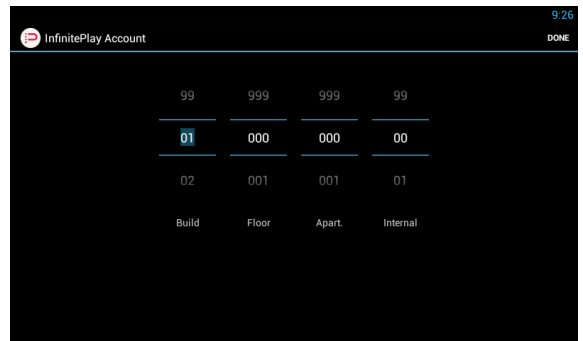 9:26
InfinitePlay Account DONE
99 999 999 99
01 000 000 00
02 001 001 01
Build Floor Apart. Internal